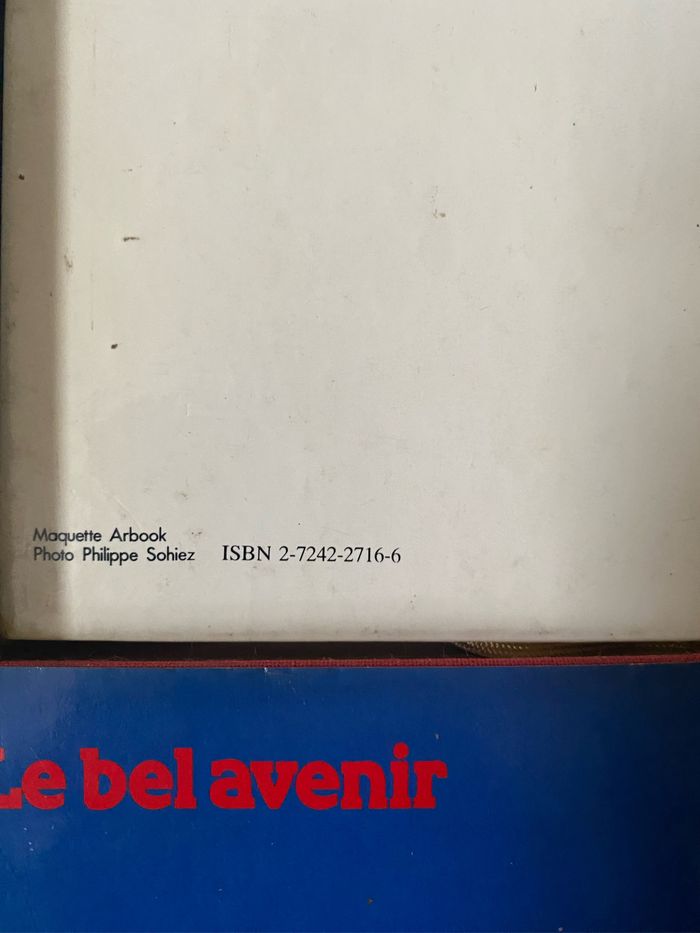 Maquette Arbook
Photo Philippe Sohiez ISBN 2-7242-2716-6
Le bel avenir